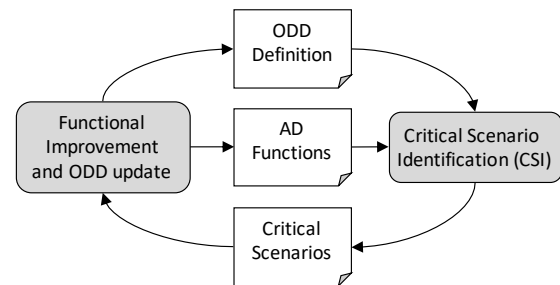 ODD
Definition
Functional
Improvement
and ODD update
AD
Functions
Critical Scenario
Identification (CSI)
Critical
Scenarios